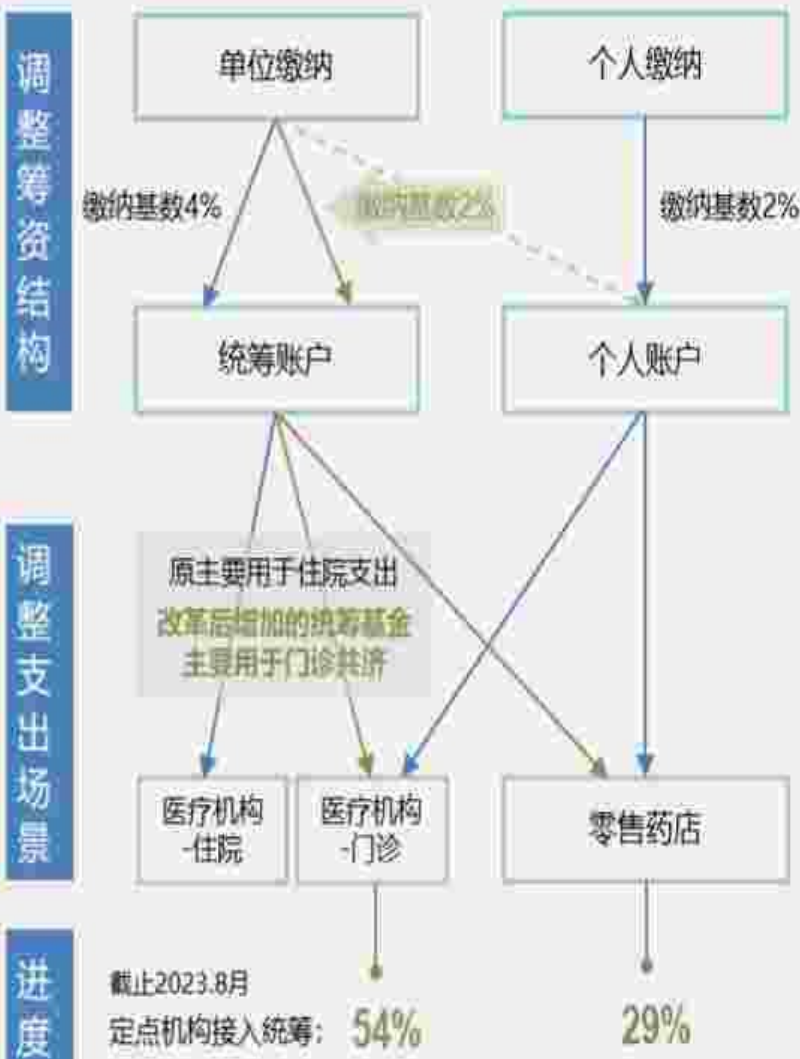 调整筹资结构
单位缴纳
个人缴纳
缴纳基数4%
缴纳基数2%
缴纳基数2%
统筹账户
个人账户
调整支出场景
原主要用于住院支出
改革后增加的统筹基金
主要用于门诊共济
医疗机构
-住院
医疗机构
-门诊
零售药店
进度
截止2023.8月
定点机构接入统筹：
54%
29%